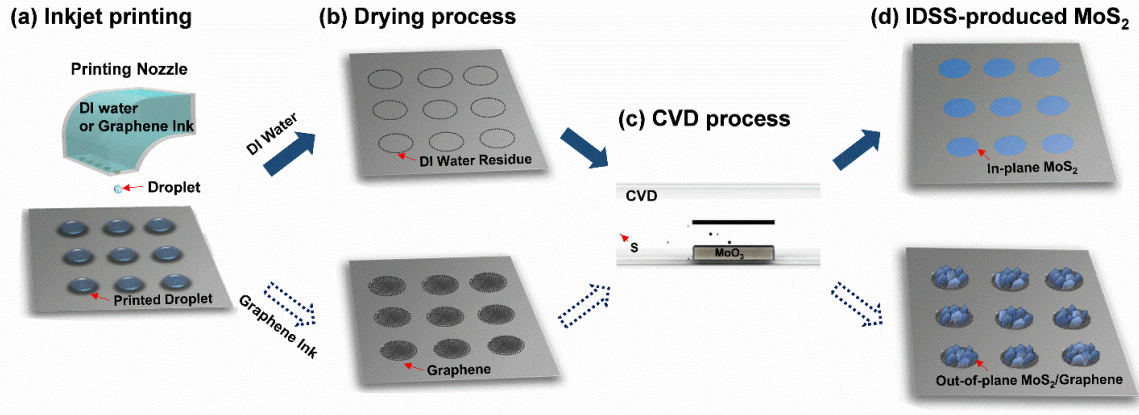 (a) Inkjet printing
Printing Nozzle
DI water
or Graphene Ink
Droplet
Printed Droplet
DI Water
Graphene Ink
(b) Drying process
DI Water Residue
Graphene
(c) CVD process
CVD
S
MoO₃
(d) IDSS-produced MoS₂
In-plane MoS₂
Out-of-plane MoS₂/Graphene